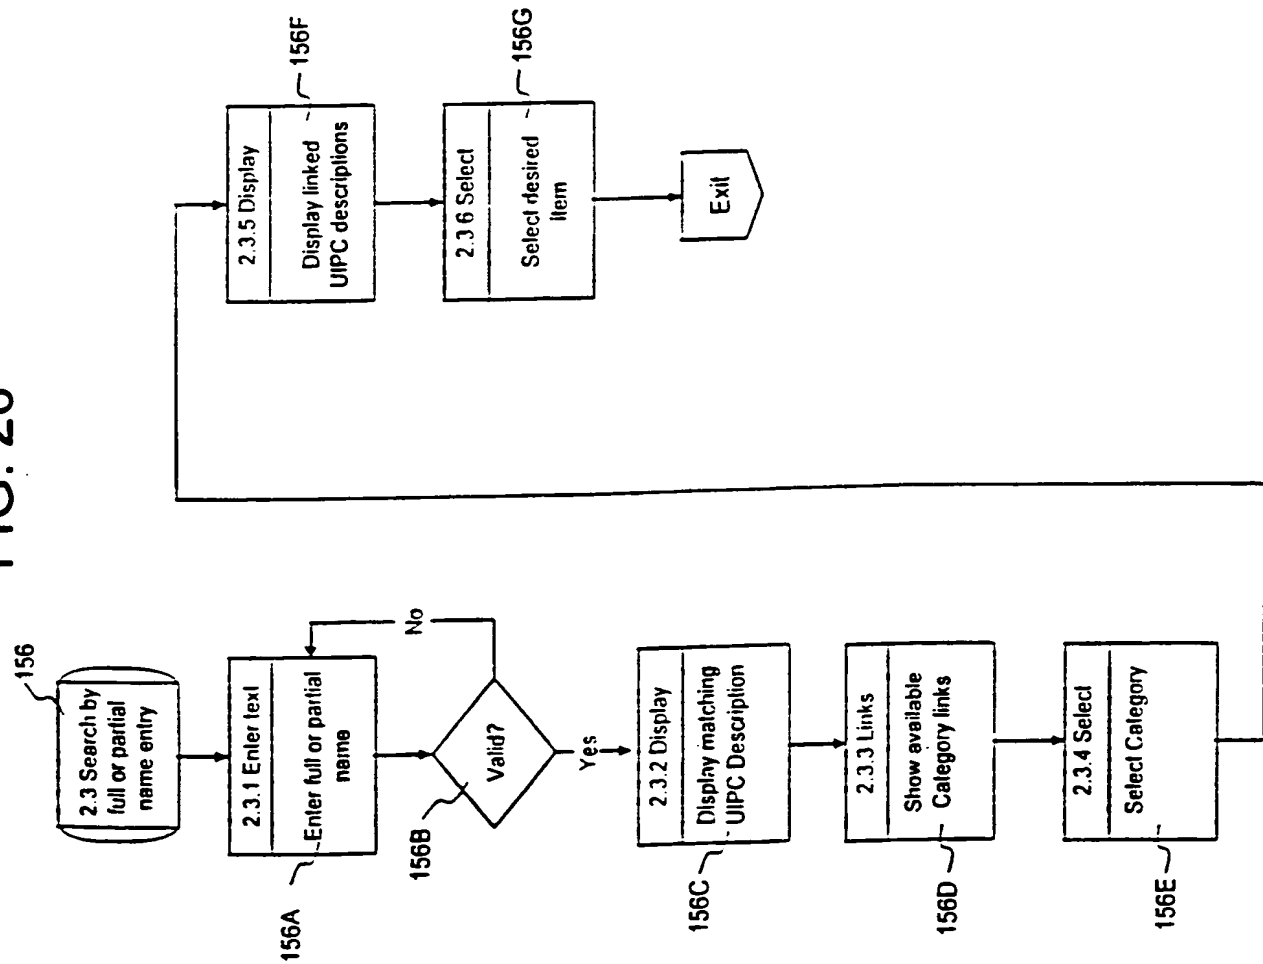 FIG.
156
2.3 Search by
full or partial
name entry
2.3.1 Enter text
Enter full or partial
name
156A
Valid?
156B
No
Yes
2.3.2 Display
Display matching
UIPC Description
156C
2.3.3 Links
Show available
Category links
156D
2.3.4 Select
Select Category
156E
2.3.5 Display
Display linked
UIPC descriptions
156F
2.3 6 Select
Select desired
item
156G
Exit